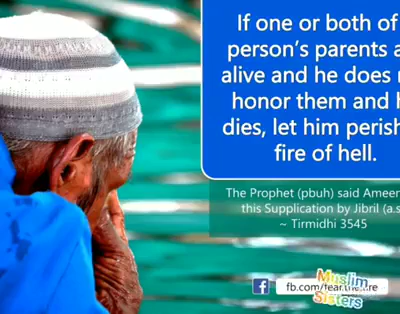 If one or both of
person's parents a
alive and he does
honor them and h
dies, let him perish
fire of hell.
The Prophet (pbuh) said Ameen
this Supplication by Jibril (a.s
~ Tirmidhi 3545
f fb.com/fearthefire
Muslim
Sisters